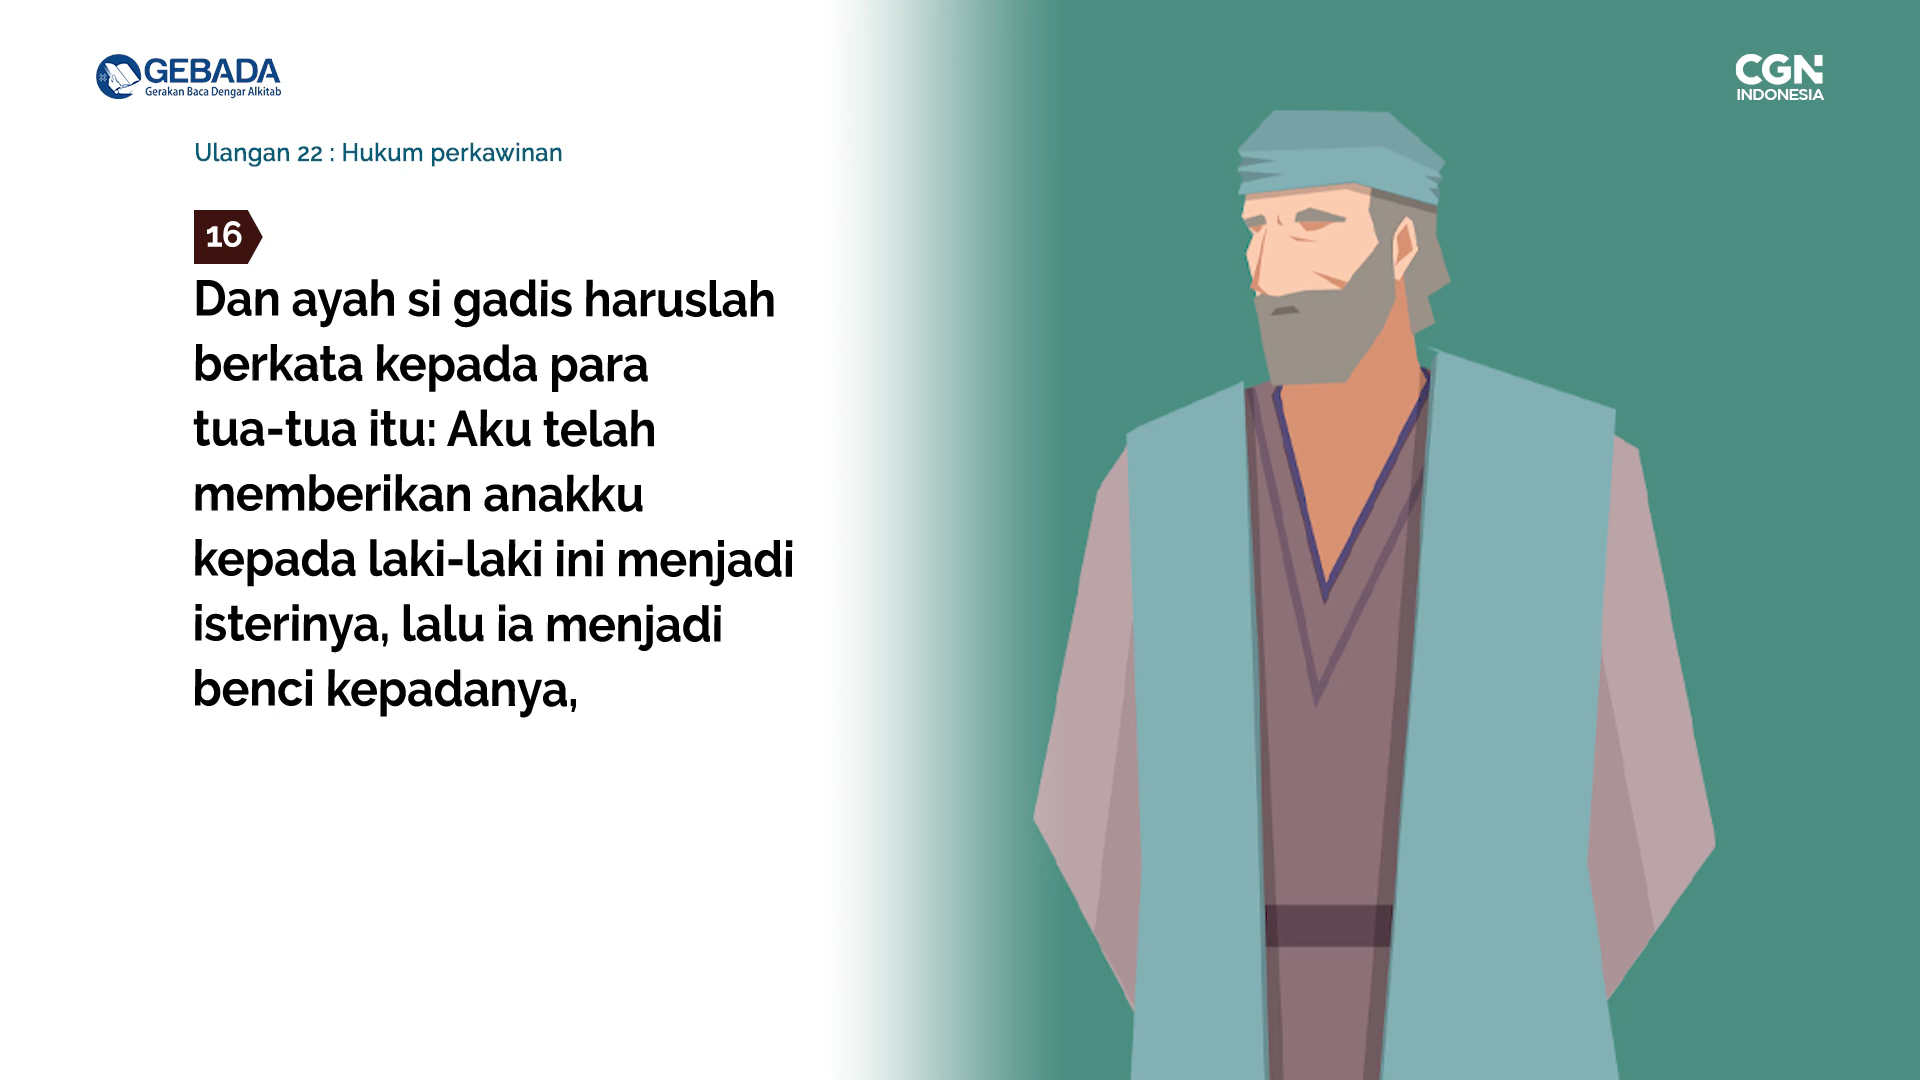 GEBADA
Gerakan Baca Dengar Alkitab
CGN
INDONESIA
Ulangan 22 : Hukum perkawinan
16
Dan ayah si gadis haruslah
berkata kepada para
tua-tua itu: Aku telah
memberikan anakku
kepada laki-laki ini menjadi
isterinya, lalu ia menjadi
benci kepadanya,